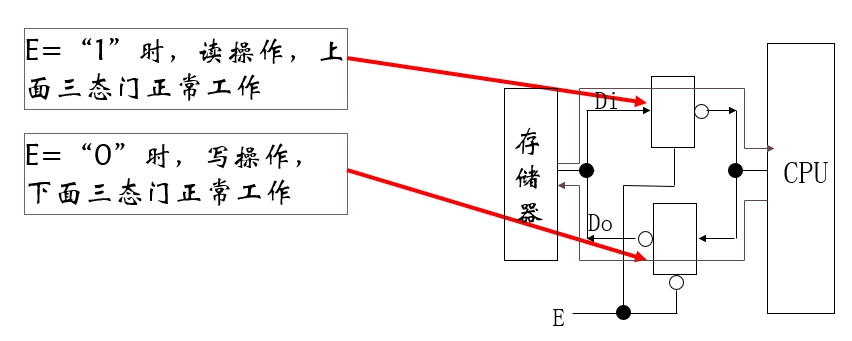 E=“1”时，读操作，上
面三态门正常工作
E=“0”时，写操作，
下面三态门正常工作
Di
存
储
器
CPU
Do
E